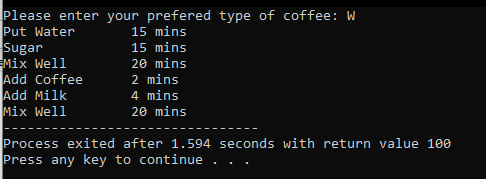 Please enter your prefered type of coffee: W
Put Water 15 mins
Sugar 15 mins
Mix Well 20 mins
Add Coffee 2 mins
Add Milk 4 mins
Mix Well 20 mins
--------------------------------
Process exited after 1.594 seconds with return value 100
Press any key to continue . . .